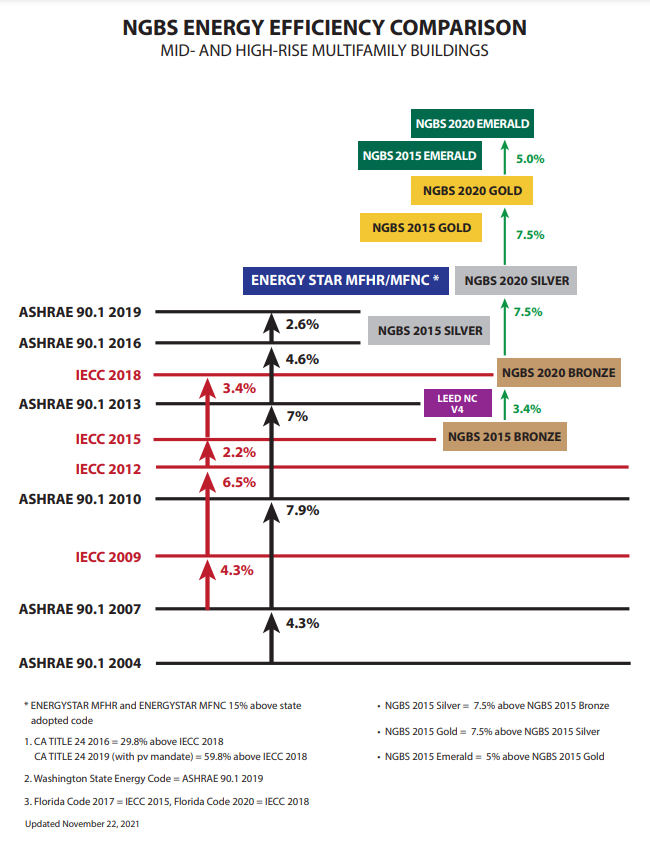 NGBS ENERGY EFFICIENCY COMPARISON
MID- AND HIGH-RISE MULTIFAMILY BUILDINGS
NGBS 2020 EMERALD
NGBS 2015 EMERALD
5.0%
NGBS 2020 GOLD
NGBS 2015 GOLD
7.5%
ENERGY STAR MFHR/MFNC *
NGBS 2020 SILVER
ASHRAE 90.1 2019
7.5%
2.6%
NGBS 2015 SILVER
ASHRAE 90.1 2016
4.6%
IECC 2018
NGBS 2020 BRONZE
3.4%
ASHRAE 90.1 2013
LEED NC
V4
3.4%
7%
IECC 2015
NGBS 2015 BRONZE
2.2%
IECC 2012
6.5%
ASHRAE 90.1 2010
7.9%
IECC 2009
4.3%
ASHRAE 90.1 2007
4.3%
ASHRAE 90.1 2004
* ENERGYSTAR MFHR and ENERGYSTAR MFNC 15% above state
adopted code
1. CA TITLE 24 2016 = 29.8% above IECC 2018
CA TITLE 24 2019 (with pv mandate) = 59.8% above IECC 2018
2. Washington State Energy Code = ASHRAE 90.1 2019
3. Florida Code 2017 = IECC 2015, Florida Code 2020 = IECC 2018
Updated November 22, 2021
• NGBS 2015 Silver = 7.5% above NGBS 2015 Bronze
• NGBS 2015 Gold = 7.5% above NGBS 2015 Silver
• NGBS 2015 Emerald = 5% above NGBS 2015 Gold